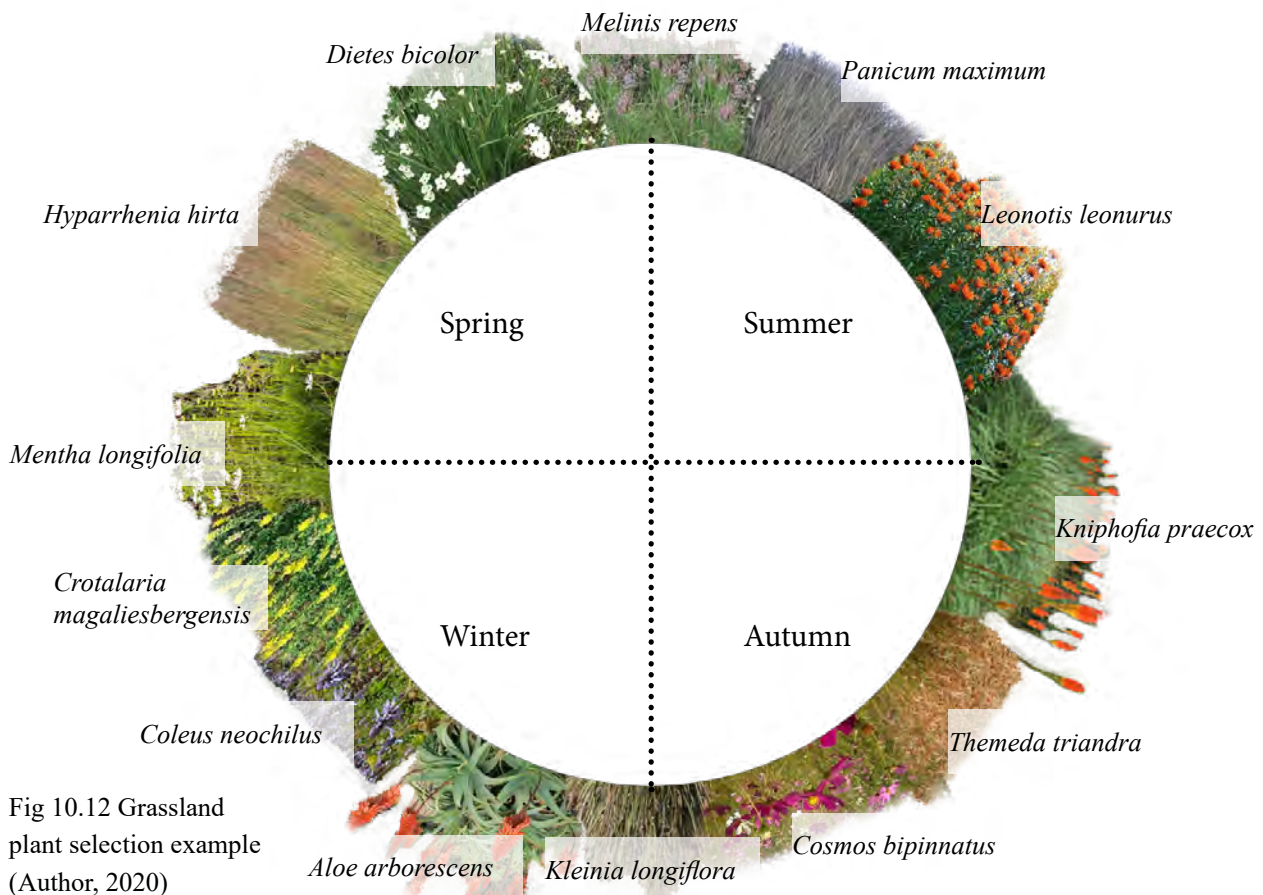 Melinis repens
Dietes bicolor
Panicum maximum
Hyparrhenia hirta
Leonotis leonurus
Spring
Summer
Mentha longifolia
Kniphofia praecox
Crotalaria
magaliesbergensis
Winter
Autumn
Coleus neochilus
Themeda triandra
Cosmos bipinnatus
Aloe arborescens
Kleinia longiflora
Fig 10.12 Grassland
plant selection example
(Author, 2020)